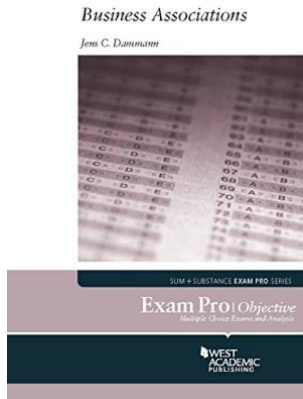 Business Associations
Jens C. Dammann
SUM + SUBSTANCE EXAM PRO SERIES
Exam Pro | Objective
Multiple Choice Exams and Analysis
WEST
ACADEMIC
PUBLISHING